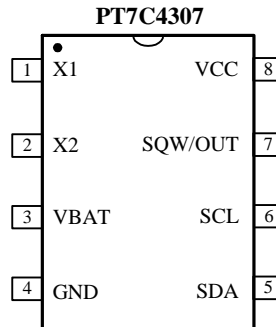 PT7C4307
1 X1 VCC 8
2 X2 SQW/OUT 7
3 VBAT SCL 6
4 GND SDA 5